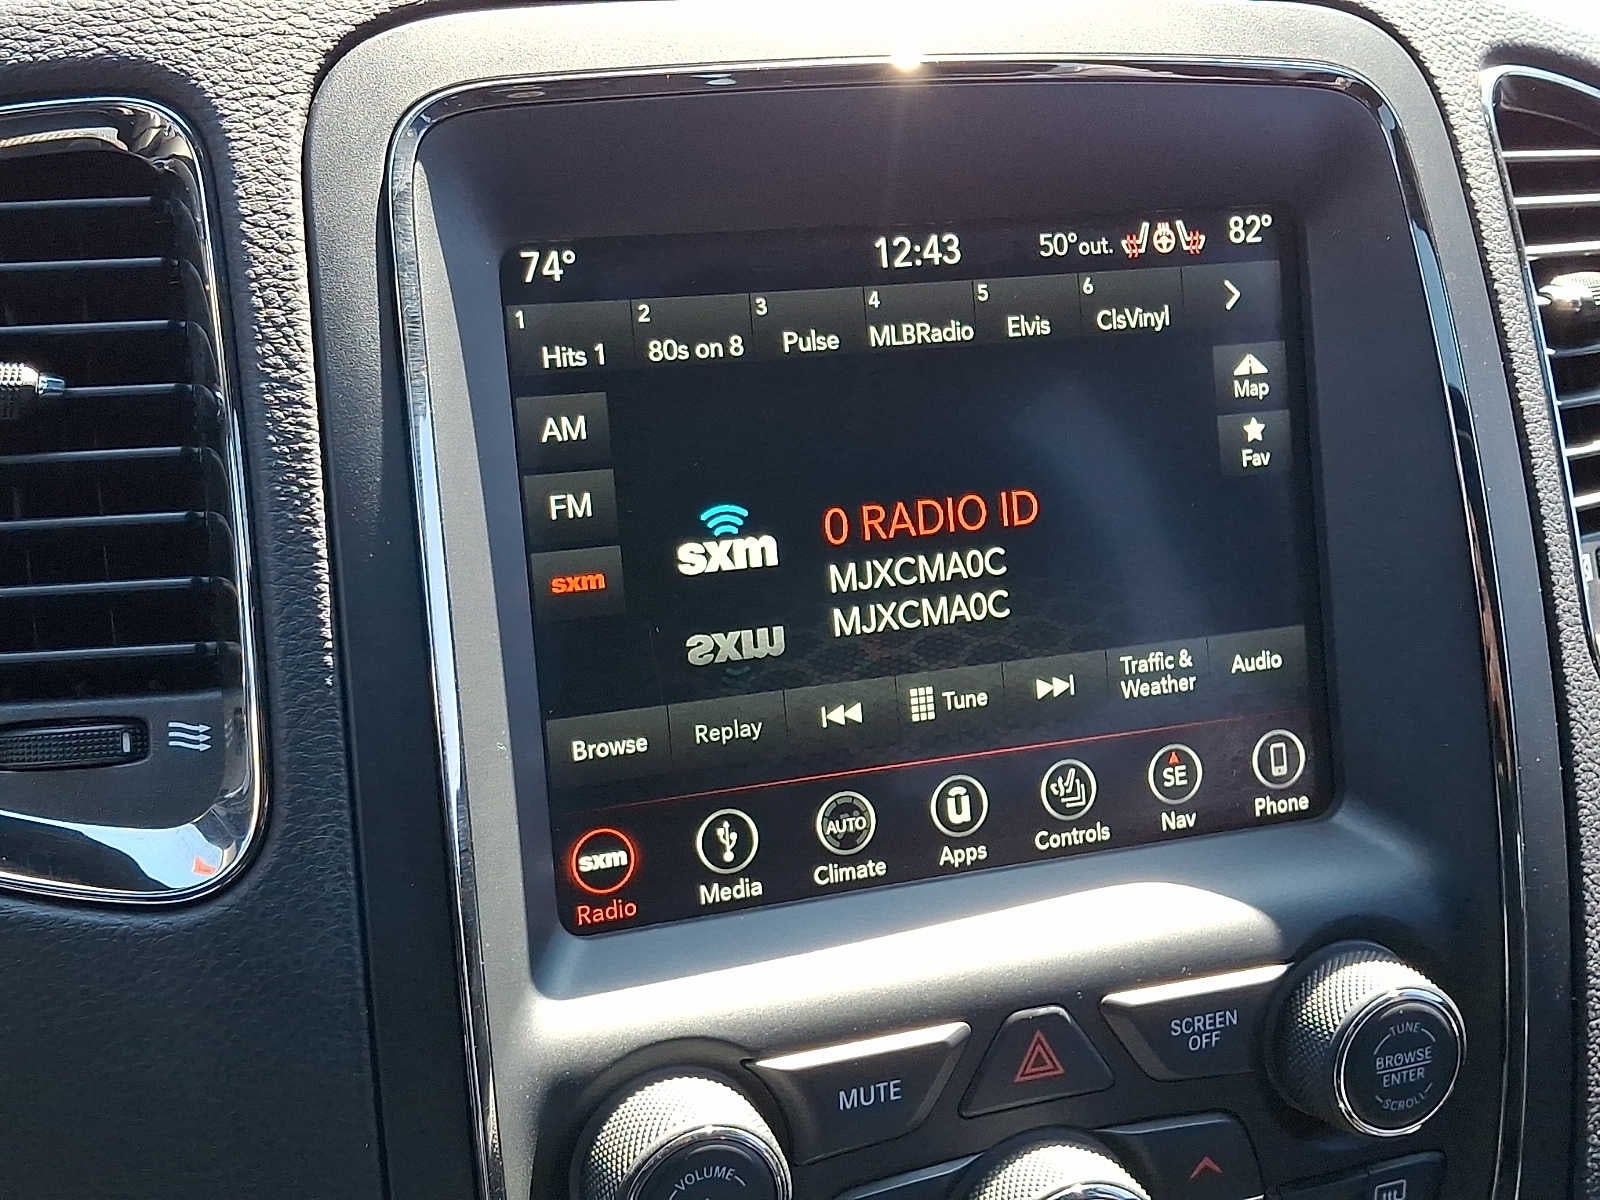 74° 12:43 50°out. 82°
1 Hits 1 2 80s on 8 3 Pulse 4 MLBRadio 5 Elvis 6 ClsVinyl
Map
AM
Fav
FM
sxm
sxm
0 RADIO ID
MJXCMA0C
MJXCMA0C
Browse Replay Tune Traffic & Weather Audio
sxm AUTO SE
Radio Media Climate Apps Controls Nav Phone
MUTE
SCREEN
OFF
TUNE
BROWSE
ENTER
SCROLL
VOLUME